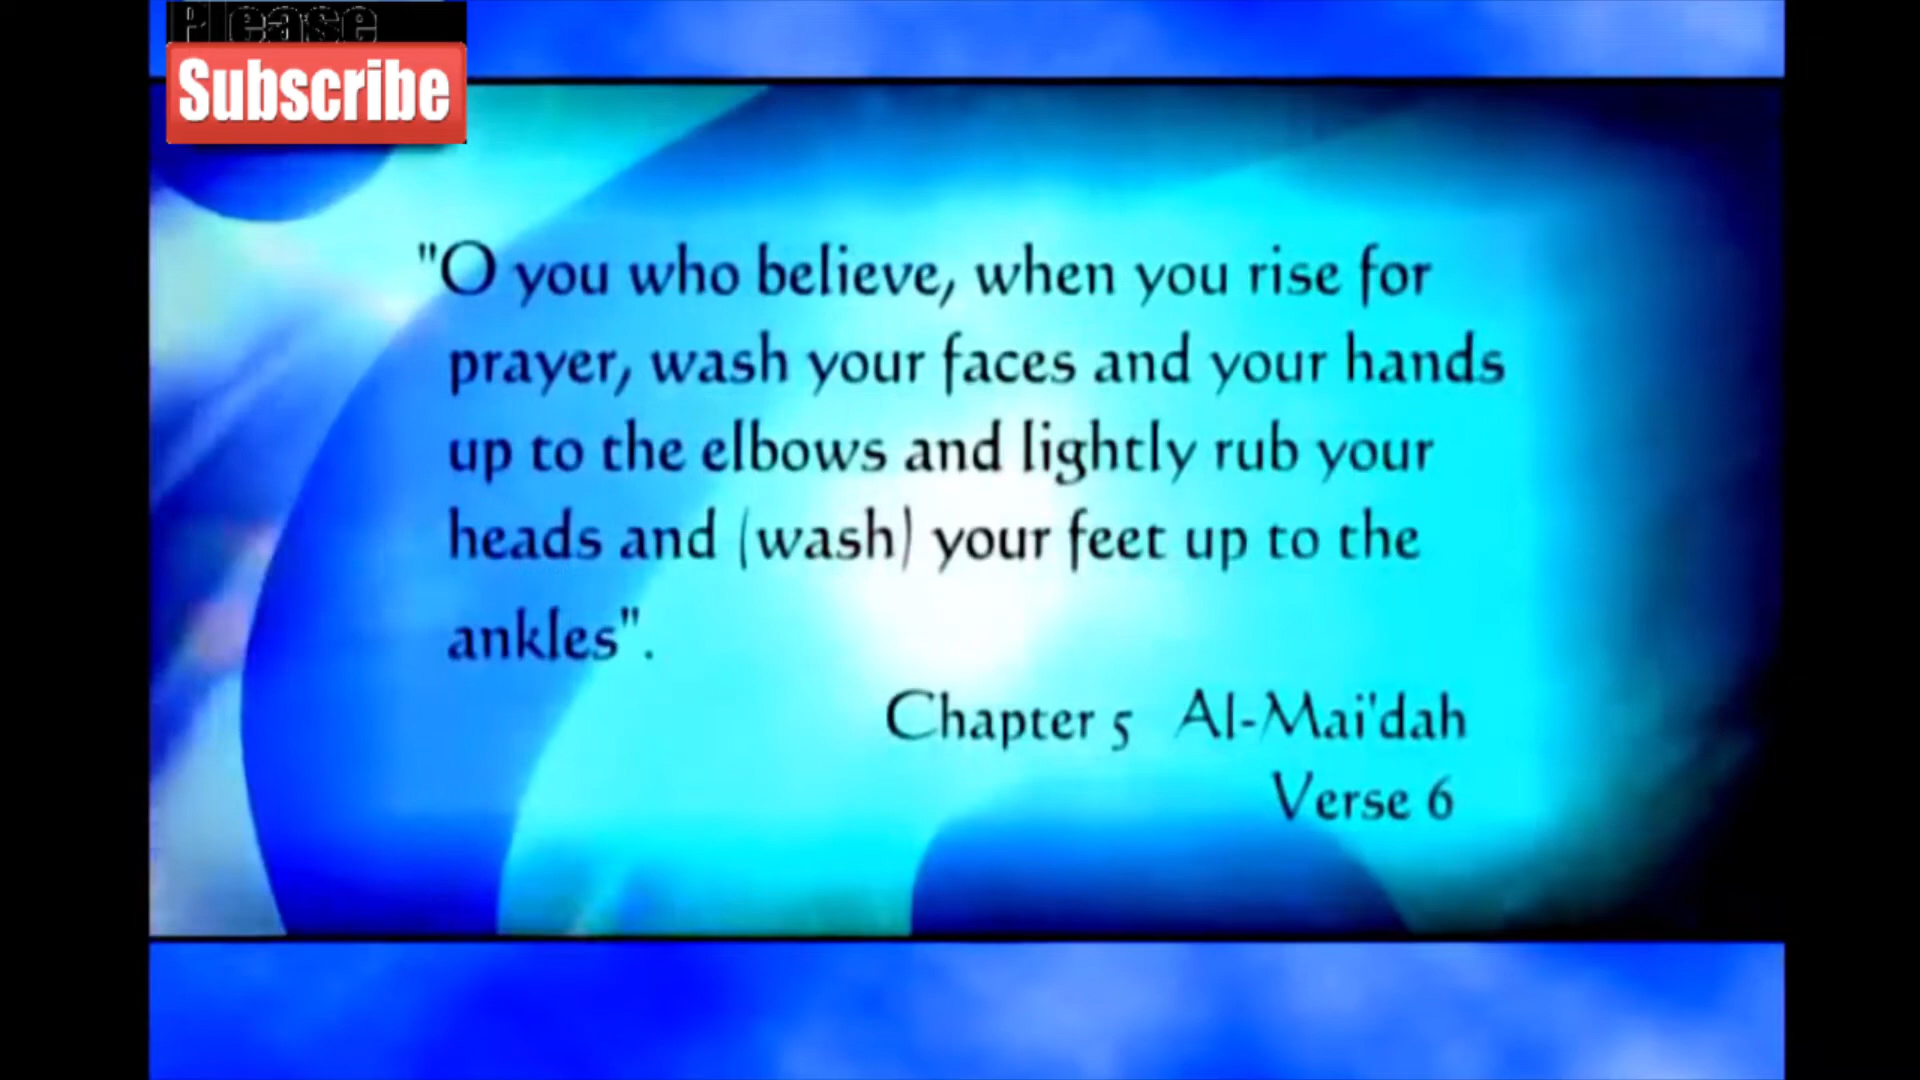 Please
Subscribe
"O you who believe, when you rise for
prayer, wash your faces and your hands
up to the elbows and lightly rub your
heads and (wash) your feet up to the
ankles".
Chapter 5 Al-Mai'dah
Verse 6